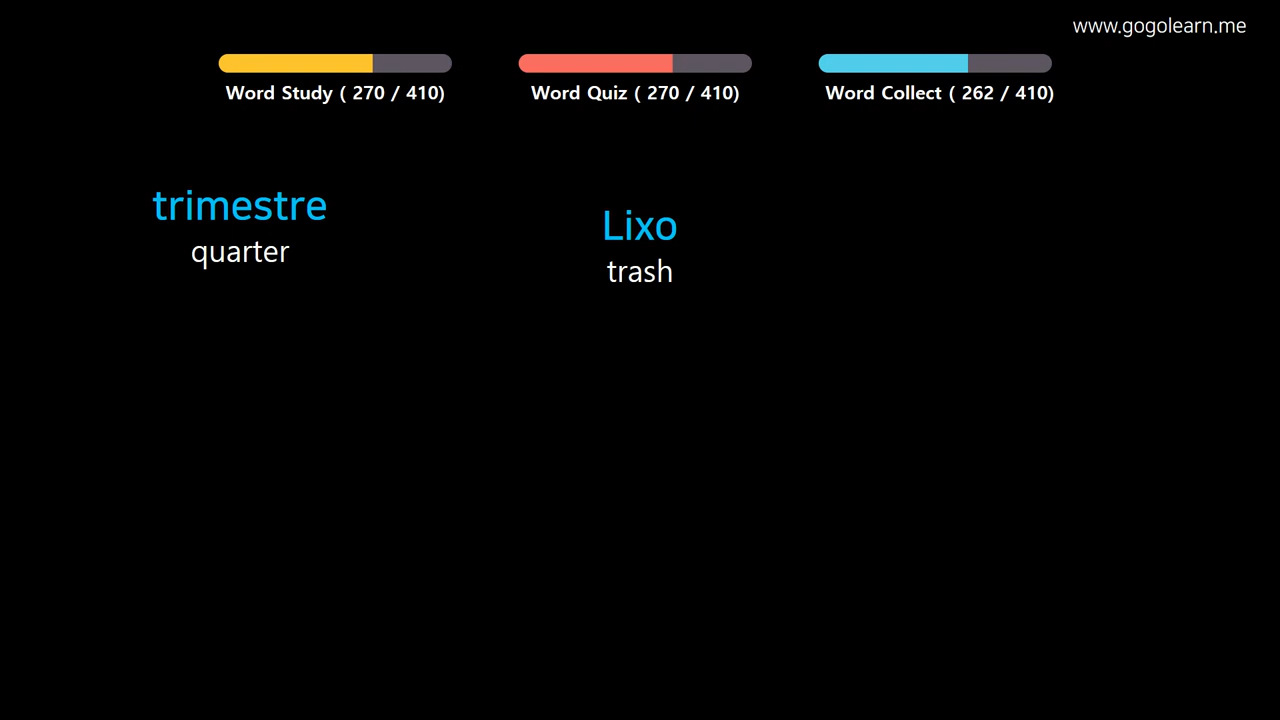 www.gogolearn.me
Word Study ( 270 / 410)
Word Quiz ( 270 / 410)
Word Collect ( 262 / 410)
trimestre
quarter
Lixo
trash